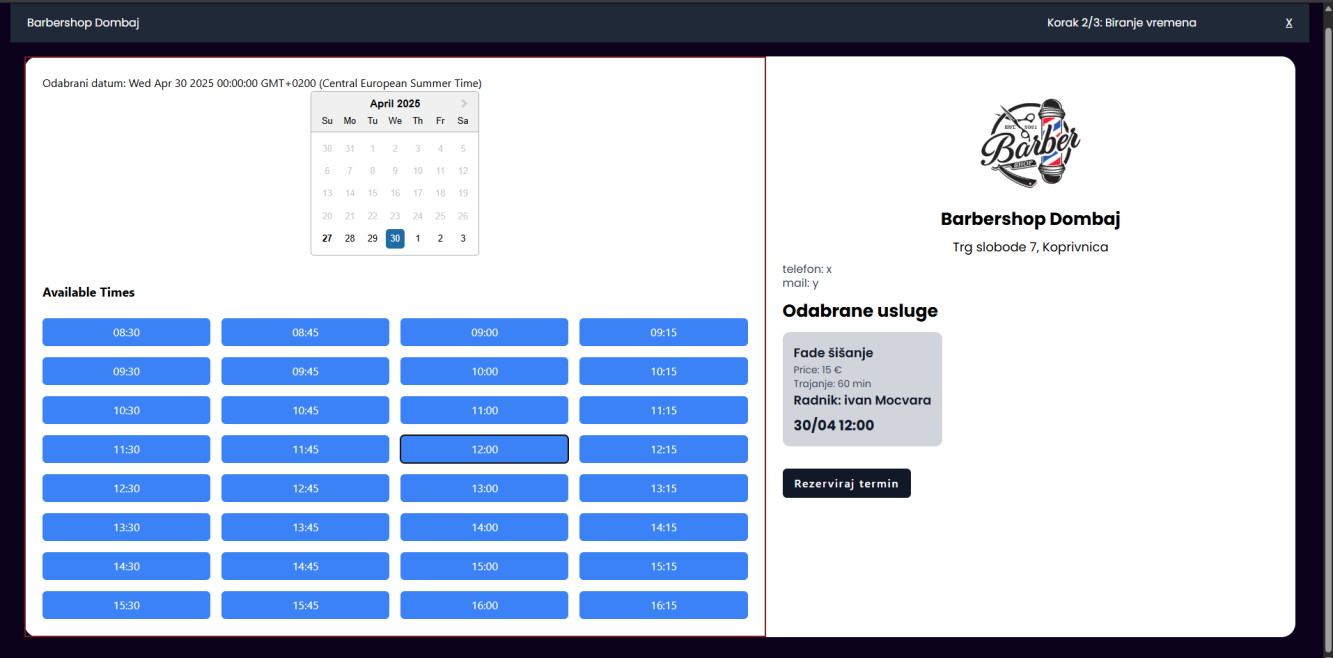 Barbershop Dombaj
Korak 2/3: Biranje vremena
X
Odabrani datum: Wed Apr 30 2025 00:00:00 GMT+0200 (Central European Summer Time)
April 2025
Su Mo Tu We Th Fr Sa
30 31 1 2 3 4 5
6 7 8 9 10 11 12
13 14 15 16 17 18 19
20 21 22 23 24 25 26
27 28 29 30 1 2 3
Available Times
08:30 08:45 09:00 09:15
09:30 09:45 10:00 10:15
10:30 10:45 11:00 11:15
11:30 11:45 12:00 12:15
12:30 12:45 13:00 13:15
13:30 13:45 14:00 14:15
14:30 14:45 15:00 15:15
15:30 15:45 16:00 16:15
Barber
SHOP
Barbershop Dombaj
Trg slobode 7, Koprivnica
telefon: x
mail: y
Odabrane usluge
Fade šišanje
Price: 15 €
Trajanje: 60 min
Radnik: ivan Mocvara
30/04 12:00
Rezerviraj termin